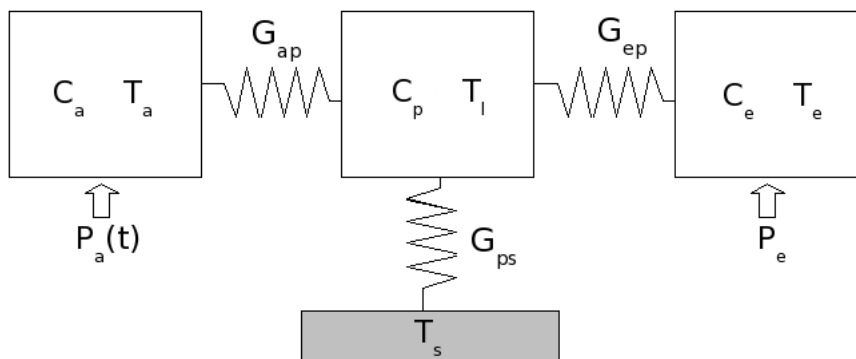 G_ap
G_ep
C_a T_a
C_p T_l
C_e T_e
P_a(t)
G_ps
P_e
T_s